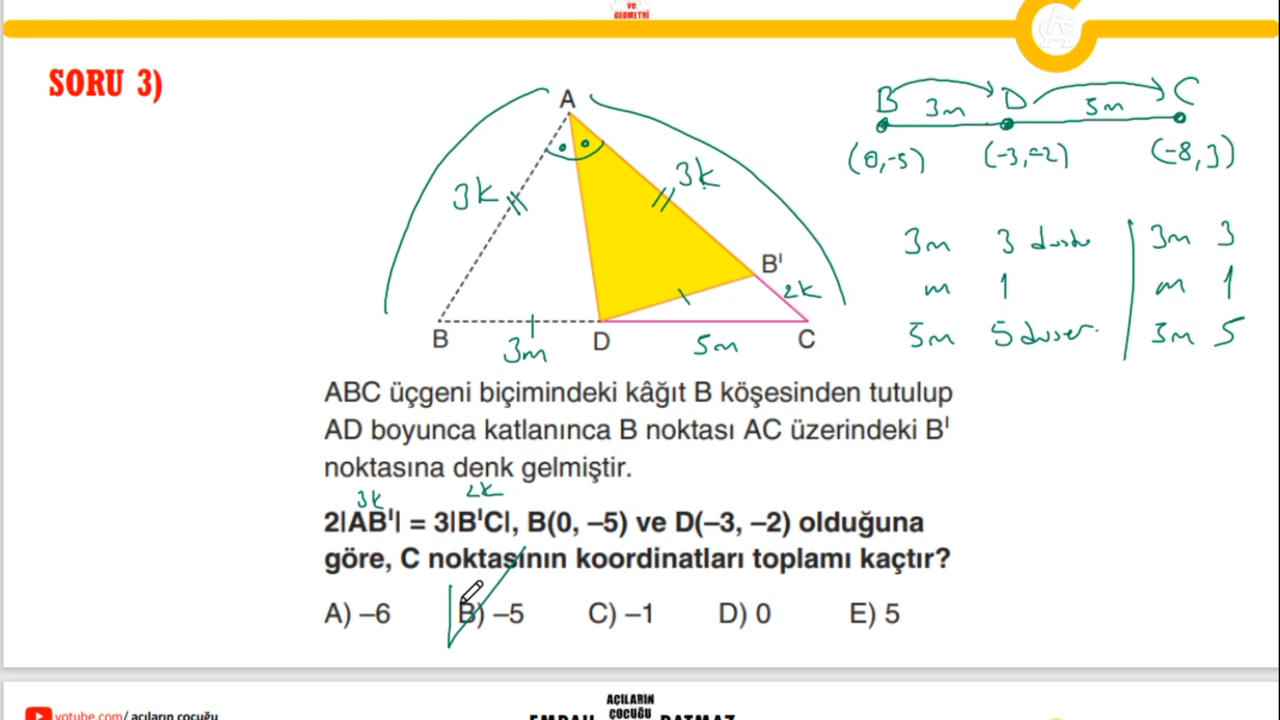 ve
GEOMETRİ
SORU 3)
A
B
D
C
B'
3k
3k
2k
3m
5m
B 3m D 5m C
(0,-5) (-3,-2) (-8,3)
3m 3 düşer 3m 3
m 1 m 1
5m 5 düşer. 3m 5
ABC üçgeni biçimindeki kâğıt B köşesinden tutulup
AD boyunca katlanınca B noktası AC üzerindeki B'
noktasına denk gelmiştir.
3k 2k
2|AB'| = 3|B'C|, B(0, –5) ve D(–3, –2) olduğuna
göre, C noktasının koordinatları toplamı kaçtır?
A) –6 B) –5 C) –1 D) 0 E) 5
youtube.com/ açıların çocuğu
AÇILARIN
ÇOCUĞU